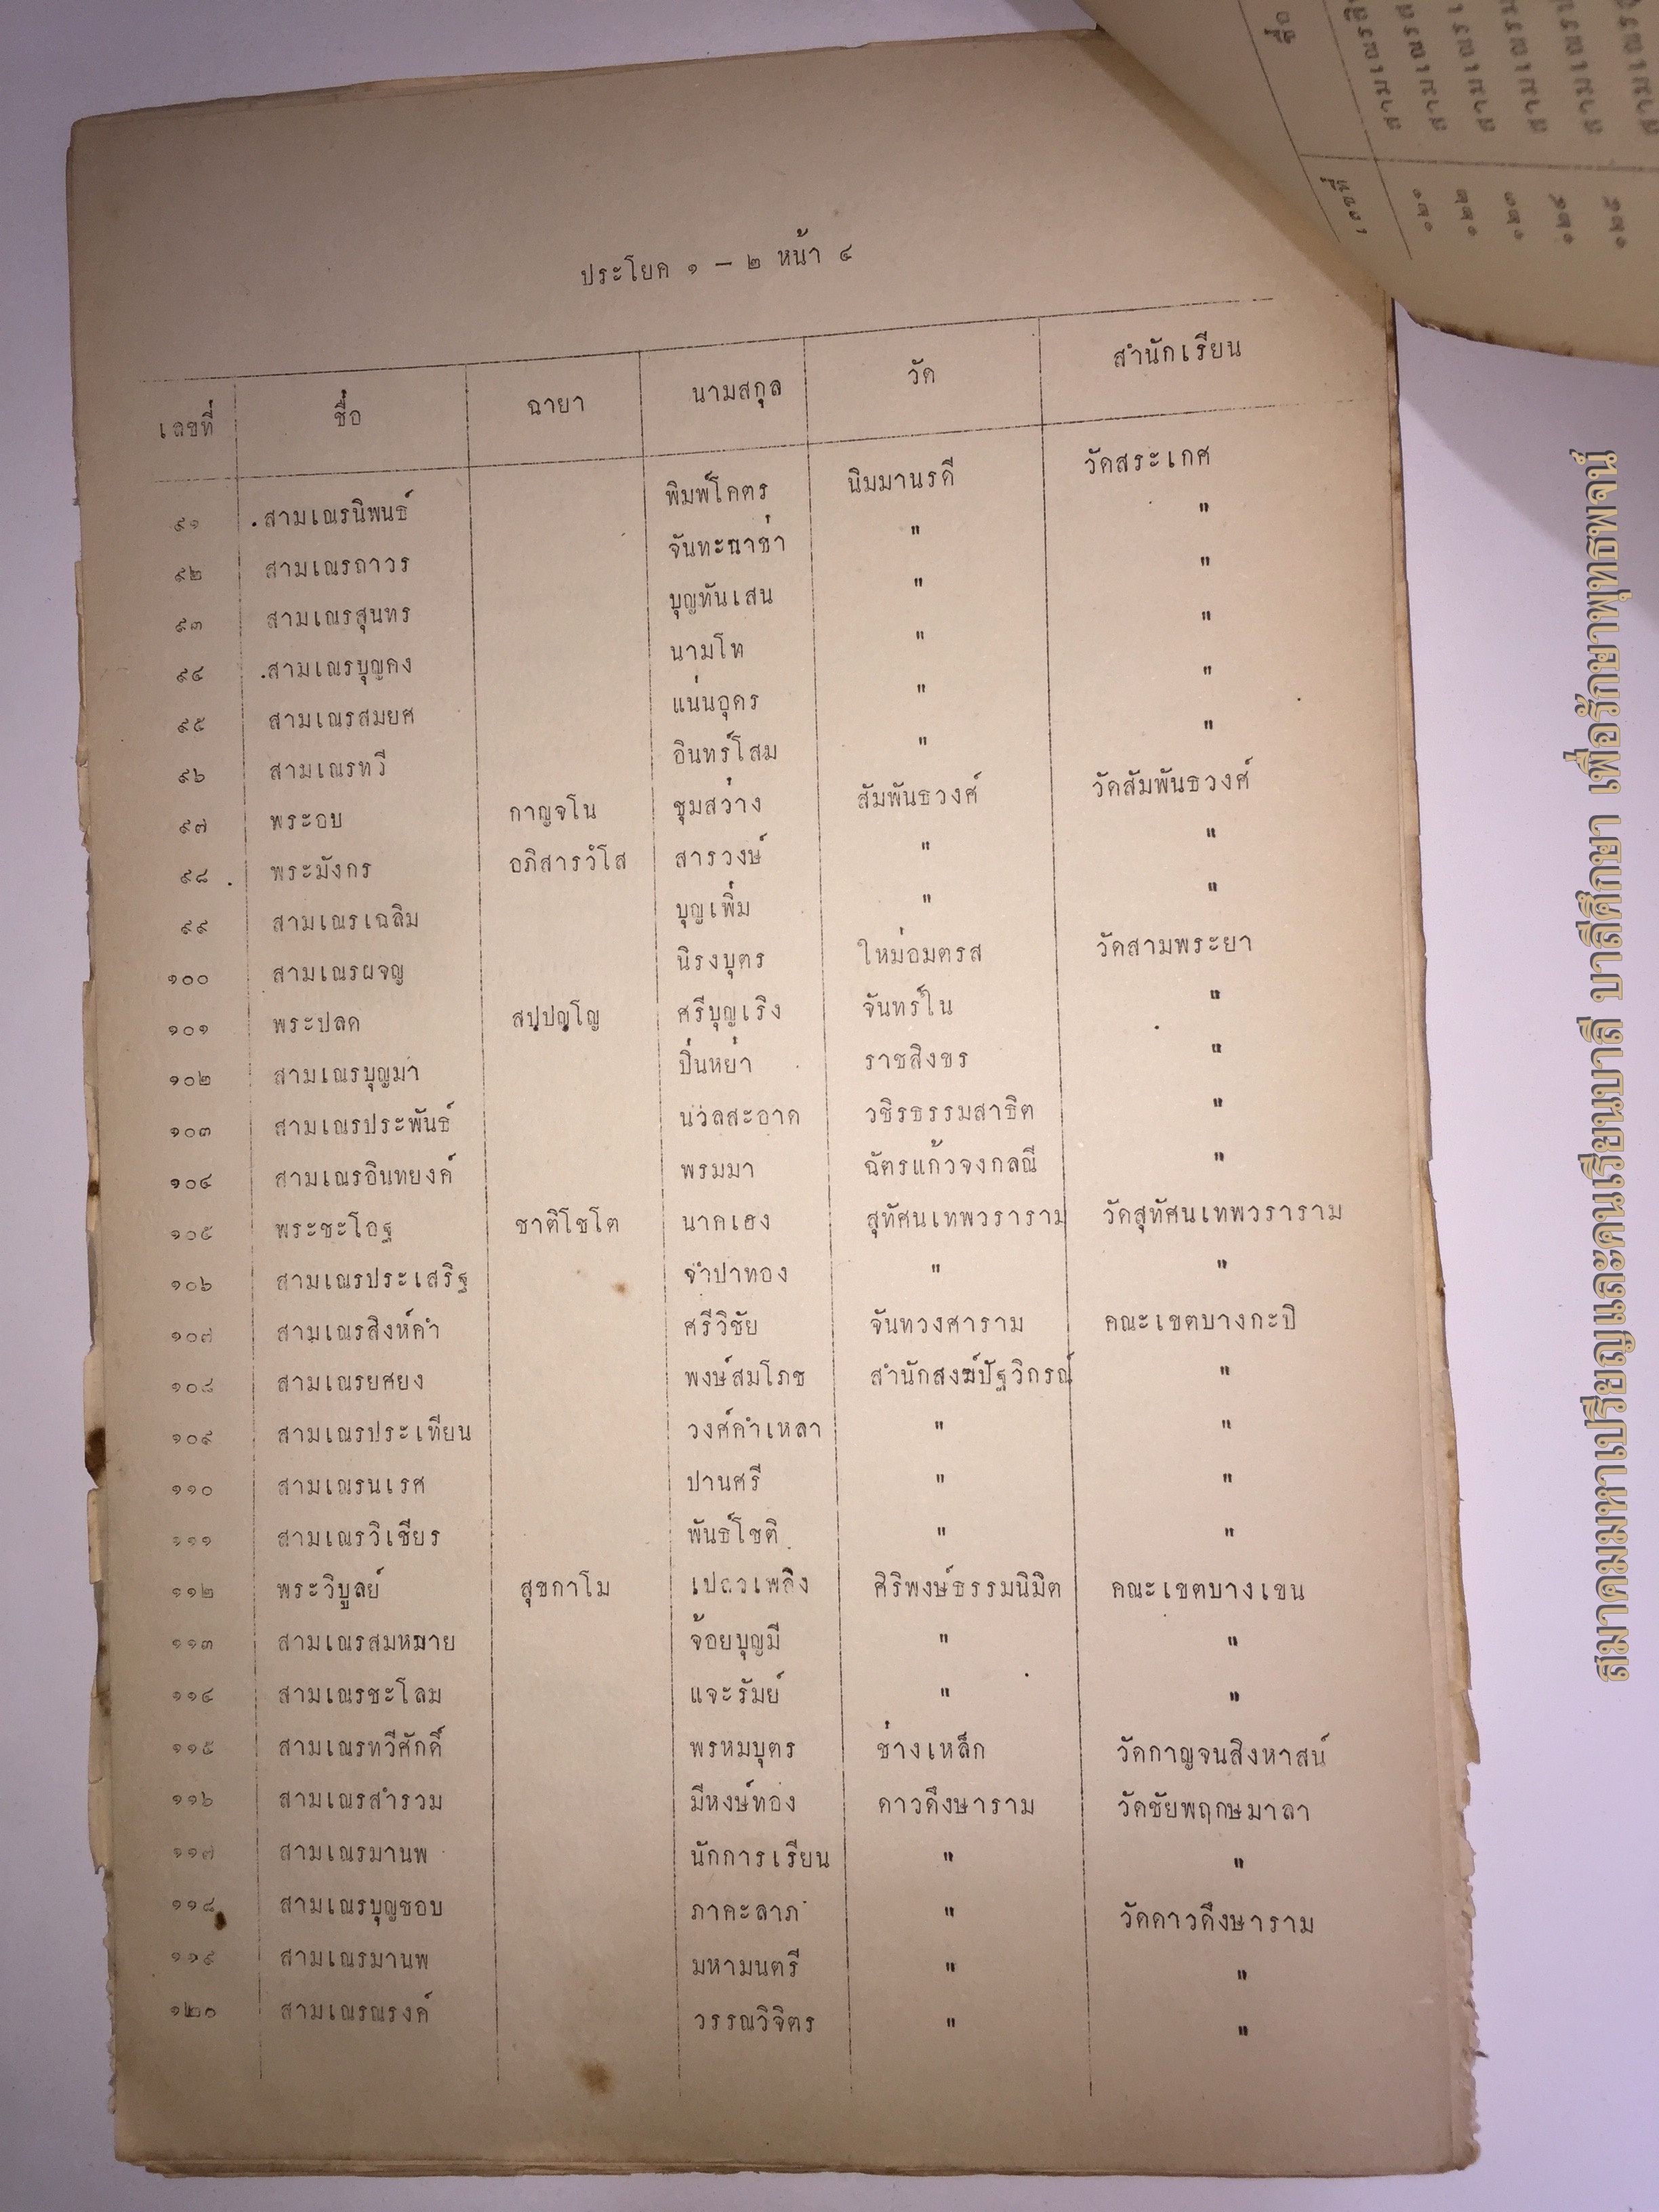 ประโยค ๑ – ๒ หน้า ๔
เลขที่ ชื่อ ฉายา นามสกุล วัด สำนักเรียน
๙๑ สามเณรนิพนธ์ พิมพ์โคตร นิมมานรดี วัดสระเกศ
๙๒ สามเณรถาวร จันทะนาข่า " "
๙๓ สามเณรสุนทร บุญทันเสน " "
๙๔ สามเณรบุญคง นามโท " "
๙๕ สามเณรสมยศ แน่นอุดร " "
๙๖ สามเณรทวี อินทร์โสม " "
๙๗ พระอบ กาญจโน ชุมสว่าง สัมพันธวงศ์ วัดสัมพันธวงศ์
๙๘ พระมังกร อภิสารวํโส สารวงษ์ " "
๙๙ สามเณรเฉลิม บุญเพิ่ม " "
๑๐๐ สามเณรผจญ นิรงบุตร ใหม่อมตรส วัดสามพระยา
๑๐๑ พระปลด สปฺปญฺโญ ศรีบุญเริง จันทร์ใน "
๑๐๒ สามเณรบุญมา ปิ่นหย่า ราชสิงขร "
๑๐๓ สามเณรประพันธ์ นวลสะอาด วชิรธรรมสาธิต "
๑๐๔ สามเณรอินทยงค์ พรมมา ฉัตรแก้วจงกลณี "
๑๐๕ พระชะโอฐ ชาติโชโต นาคเฮง สุทัศนเทพวราราม วัดสุทัศนเทพวราราม
๑๐๖ สามเณรประเสริฐ จำปาทอง " "
๑๐๗ สามเณรสิงห์คำ ศรีวิชัย จันทวงศาราม คณะเขตบางกะปิ
๑๐๘ สามเณรยศยง พงษ์สมโภช สำนักสงฆ์ปัฐวิกรณ์ "
๑๐๙ สามเณรประเทียน วงศ์คำเหลา " "
๑๑๐ สามเณรนเรศ ปานศรี " "
๑๑๑ สามเณรวิเชียร พันธ์โชติ " "
๑๑๒ พระวิบูลย์ สุขกาโม เปลวเพลิง ศิริพงษ์ธรรมนิมิต คณะเขตบางเขน
๑๑๓ สามเณรสมหมาย จ้อยบุญมี " "
๑๑๔ สามเณรชะโลม แจะรัมย์ " "
๑๑๕ สามเณรทวีศักดิ์ พรหมบุตร ช่างเหล็ก วัดกาญจนสิงหาสน์
๑๑๖ สามเณรสำรวม มีหงษ์ทอง ดาวดึงษาราม วัดชัยพฤกษมาลา
๑๑๗ สามเณรมานพ นักการเรียน " "
๑๑๘ สามเณรบุญชอบ ภาคะลาภ " วัดดาวดึงษาราม
๑๑๙ สามเณรมานพ มหามนตรี " "
๑๒๐ สามเณรณรงค์ วรรณวิจิตร " "
สมาคมมหาเปรียญและคนเรียนบาลี บาลีศึกษา เพื่อรักษาพุทธพจน์